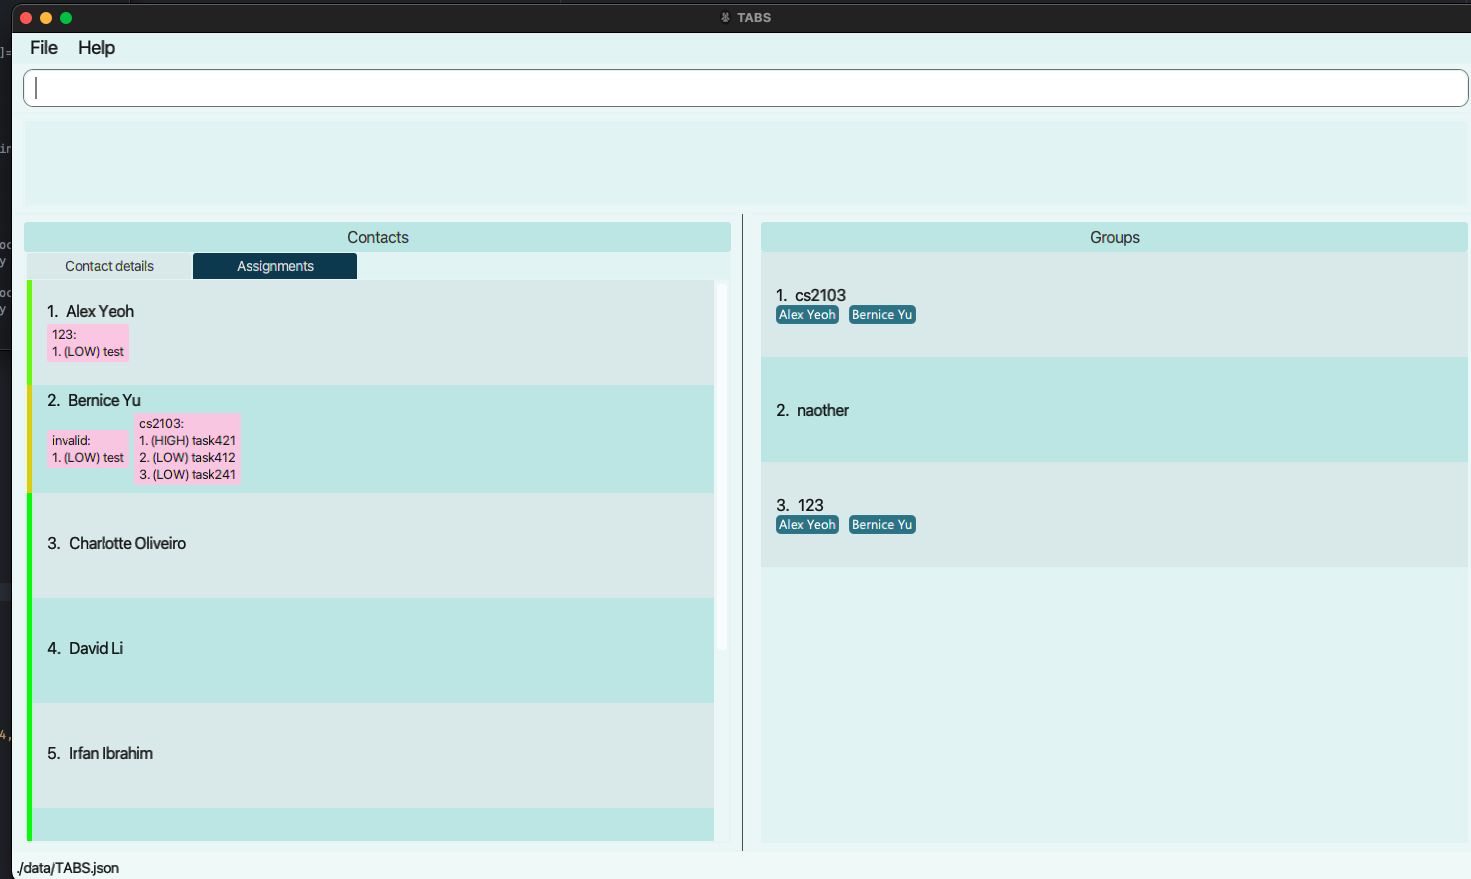 TABS
File Help
Contacts
Contact details Assignments
1. Alex Yeoh
123:
1. (LOW) test
2. Bernice Yu
invalid:
1. (LOW) test
cs2103:
1. (HIGH) task421
2. (LOW) task412
3. (LOW) task241
3. Charlotte Oliveiro
4. David Li
5. Irfan Ibrahim
Groups
1. cs2103
Alex Yeoh Bernice Yu
2. naother
3. 123
Alex Yeoh Bernice Yu
./data/TABS.json